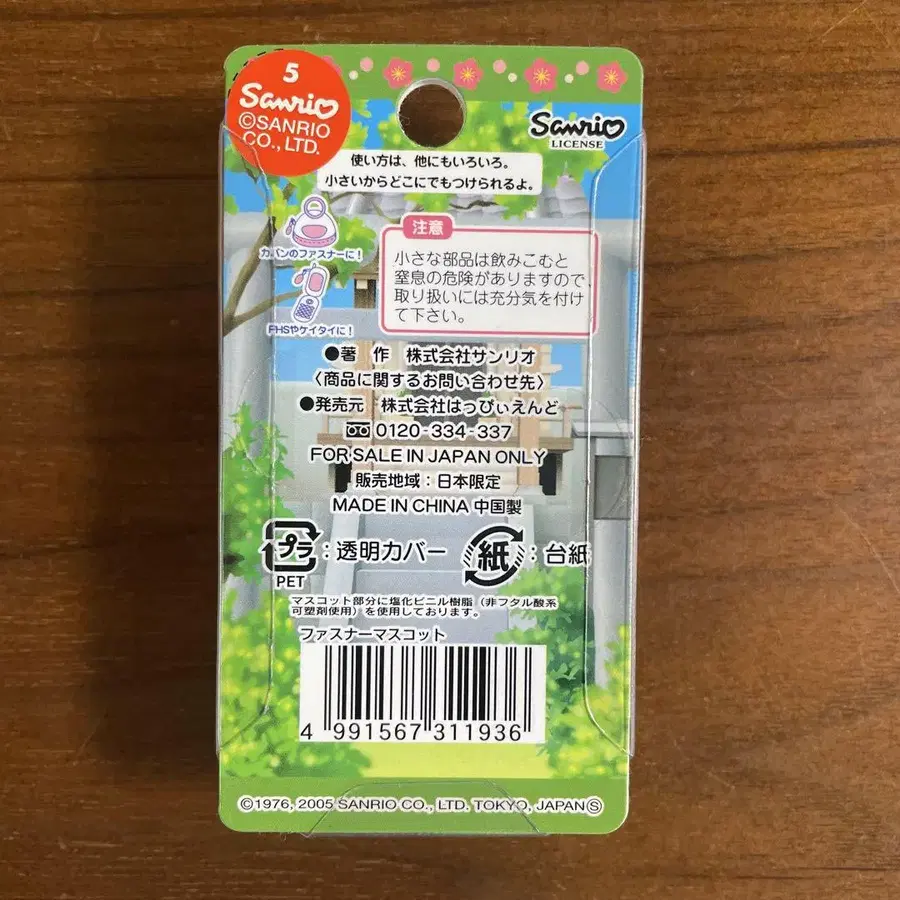 5
Sanrio
©SANRIO
CO., LTD.
Sanrio
LICENSE
使い方は、他にもいろいろ。
小さいからどこにでもつけられるよ。
カバンのファスナーに！
FHSやケイタイに！
注意
小さな部品は飲みこむと
窒息の危険がありますので、
取り扱いには充分気を付け
て下さい。
●著 作 株式会社サンリオ
〈商品に関するお問い合わせ先〉
●発売元 株式会社はっぴぃえんど
0120-334-337
FOR SALE IN JAPAN ONLY
販売地域：日本限定
MADE IN CHINA 中国製
プラ：透明カバー 紙：台紙
PET
マスコット部分に塩化ビニル樹脂（非フタル酸系
可塑剤使用）を使用しております。
ファスナーマスコット
4 991567 311936
©1976, 2005 SANRIO CO., LTD. TOKYO, JAPAN Ⓢ